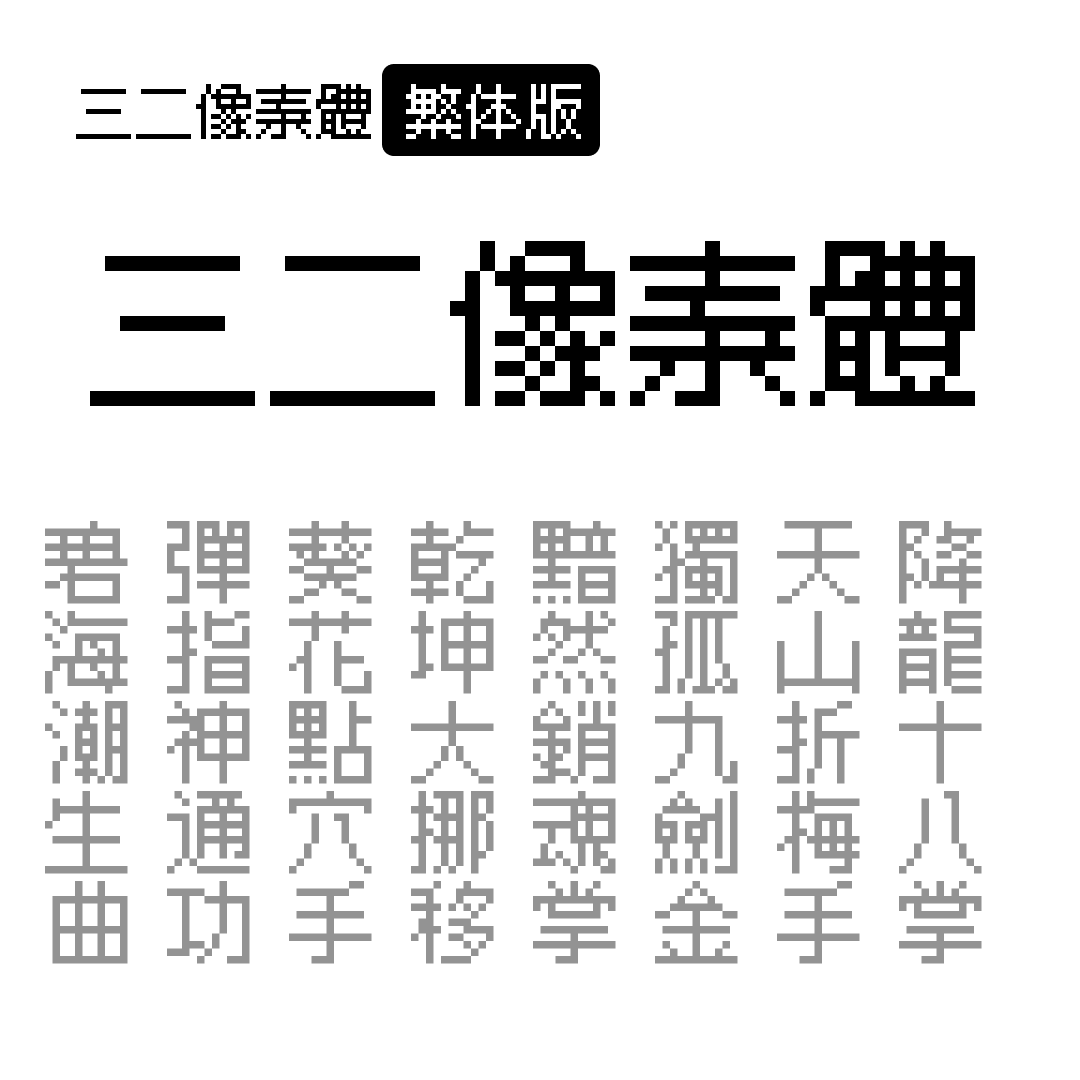 三二像素體 繁体版
三二像素體
降龍十八掌
天山折梅手
獨孤九劍金
黯然銷魂掌
乾坤大挪移
葵花點穴手
彈指神通功
碧海潮生曲